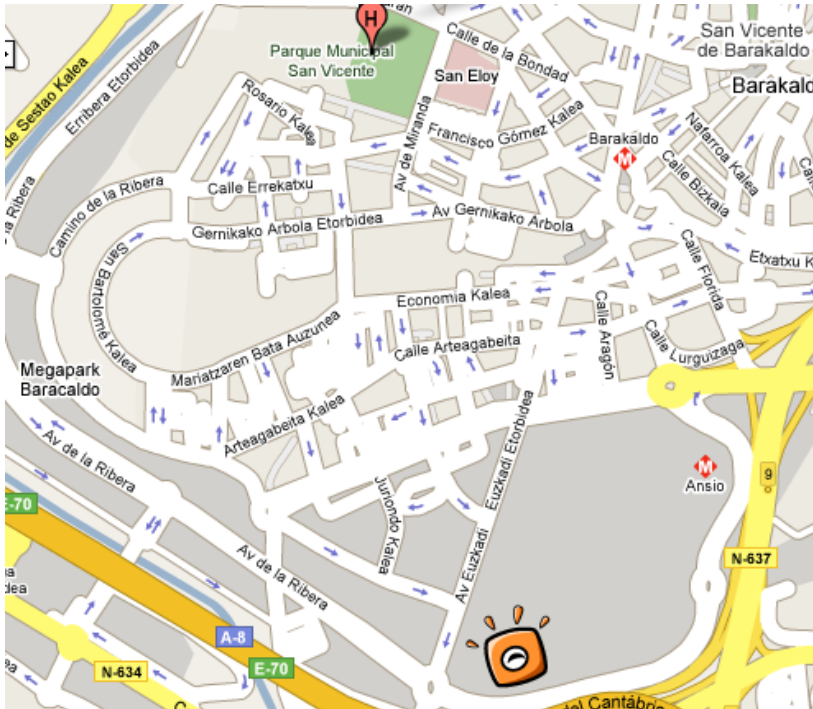 H
Parque Municipal
San Vicente
San Eloy
Calle de la Bondad
San Vicente
de Barakaldo
Erribera Etorbidea
de Sestao Kalea
Rosario Kalea
Av de Miranda
Francisco Gómez Kalea
Barakaldo
M
Nafarroa Kalea
Calle Bizkaia
Camino de la Ribera
Calle Errekatxu
Gernikako Arbola Etorbidea
Av Gernikako Arbola
San Bartolomé Kalea
Calle Florida
Etxatxu K
Economia Kalea
Calle Aragón
Mariatzaren Bata Auzunea
Calle Arteagabeita
Calle Lurguizaga
Megapark
Baracaldo
Arteagabeita Kalea
Av de la Ribera
Euzkadi Etorbidea
M
Ansio
9
E-70
Juriondo Kalea
Av Euzkadi
Av de la Ribera
N-637
A-8
E-70
N-634
del Cantábric